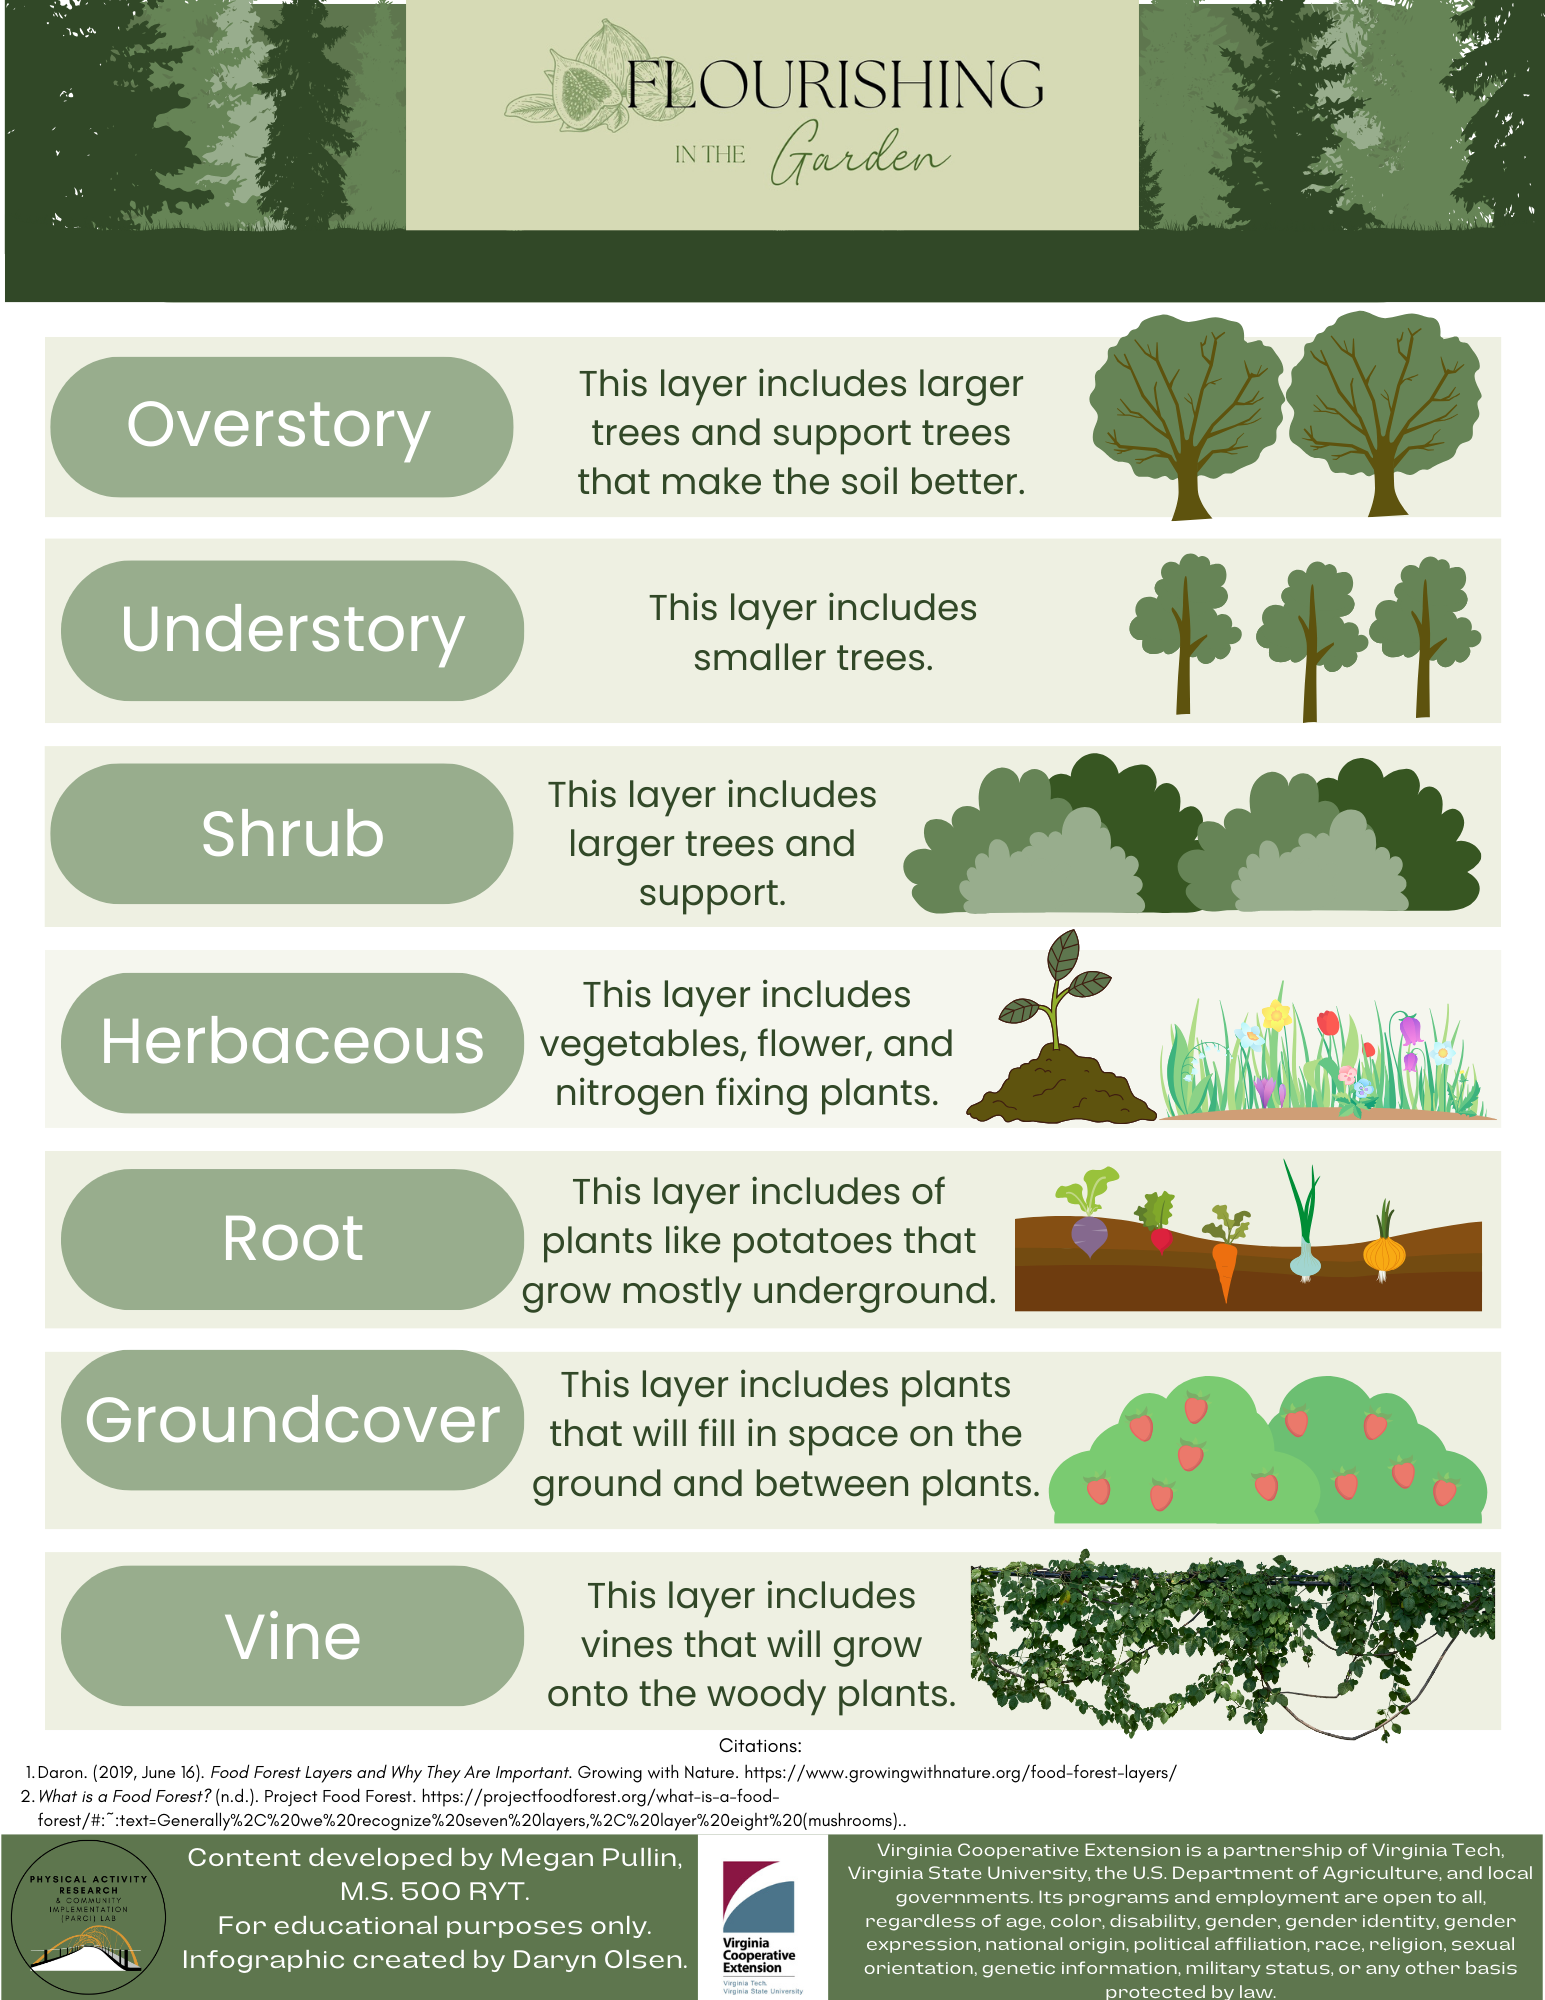 FLOURISHING
IN THE Garden
Overstory
This layer includes larger
trees and support trees
that make the soil better.
Understory
This layer includes
smaller trees.
Shrub
This layer includes
larger trees and
support.
Herbaceous
This layer includes
vegetables, flower, and
nitrogen fixing plants.
Root
This layer includes of
plants like potatoes that
grow mostly underground.
Groundcover
This layer includes plants
that will fill in space on the
ground and between plants.
Vine
This layer includes
vines that will grow
onto the woody plants.
Citations:
1. Daron. (2019, June 16). Food Forest Layers and Why They Are Important. Growing with Nature. https://www.growingwithnature.org/food-forest-layers/
2. What is a Food Forest? (n.d.). Project Food Forest. https://projectfoodforest.org/what-is-a-food-
forest/#:~:text=Generally%2C%20we%20recognize%20seven%20layers,%2C%20layer%20eight%20(mushrooms)..
PHYSICAL ACTIVITY
RESEARCH
& COMMUNITY
IMPLEMENTATION
(PARCI) LAB
Content developed by Megan Pullin,
M.S. 500 RYT.
For educational purposes only.
Infographic created by Daryn Olsen.
Virginia
Cooperative
Extension
Virginia Tech.
Virginia State University
Virginia Cooperative Extension is a partnership of Virginia Tech,
Virginia State University, the U.S. Department of Agriculture, and local
governments. Its programs and employment are open to all,
regardless of age, color, disability, gender, gender identity, gender
expression, national origin, political affiliation, race, religion, sexual
orientation, genetic information, military status, or any other basis
protected by law.